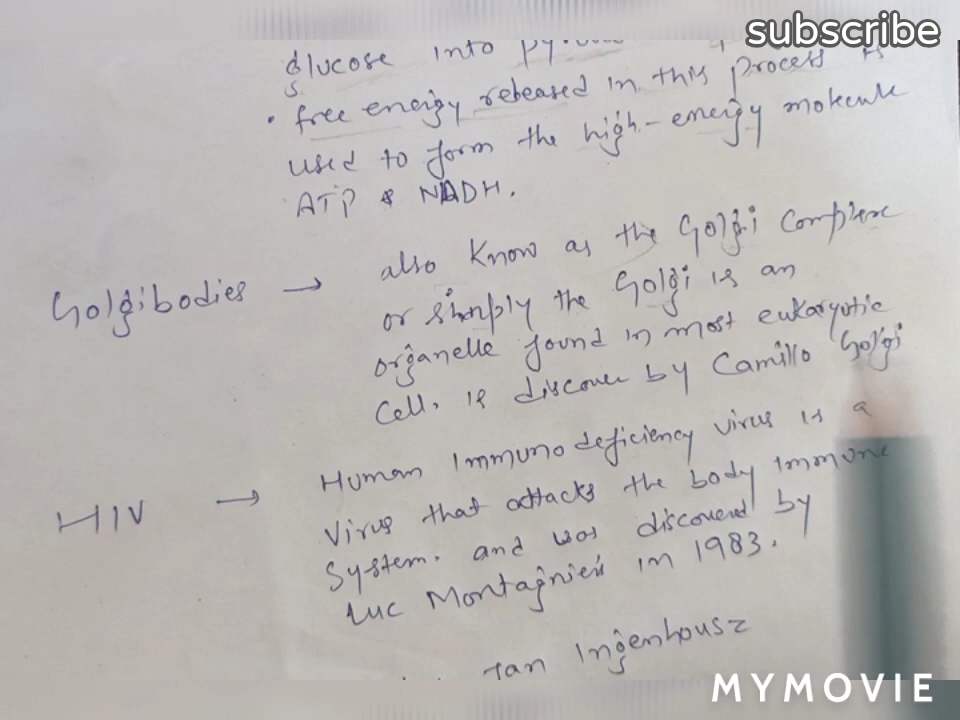 subscribe
glucose into
• free energy rebeased in this process is
used to form the high-energy molecule
ATP & NADH.
Golgibodies → also know as the Golgi complex
or simply the Golgi is an
organelle found in most eukaryotic
cell. is discover by Camillo Golgi
HIV → Human Immuno deficiency virus is a
virus that attacks the body immune
system. and was discovered by
Luc Montagnier in 1983.
Jan Ingenhousz
MYMOVIE